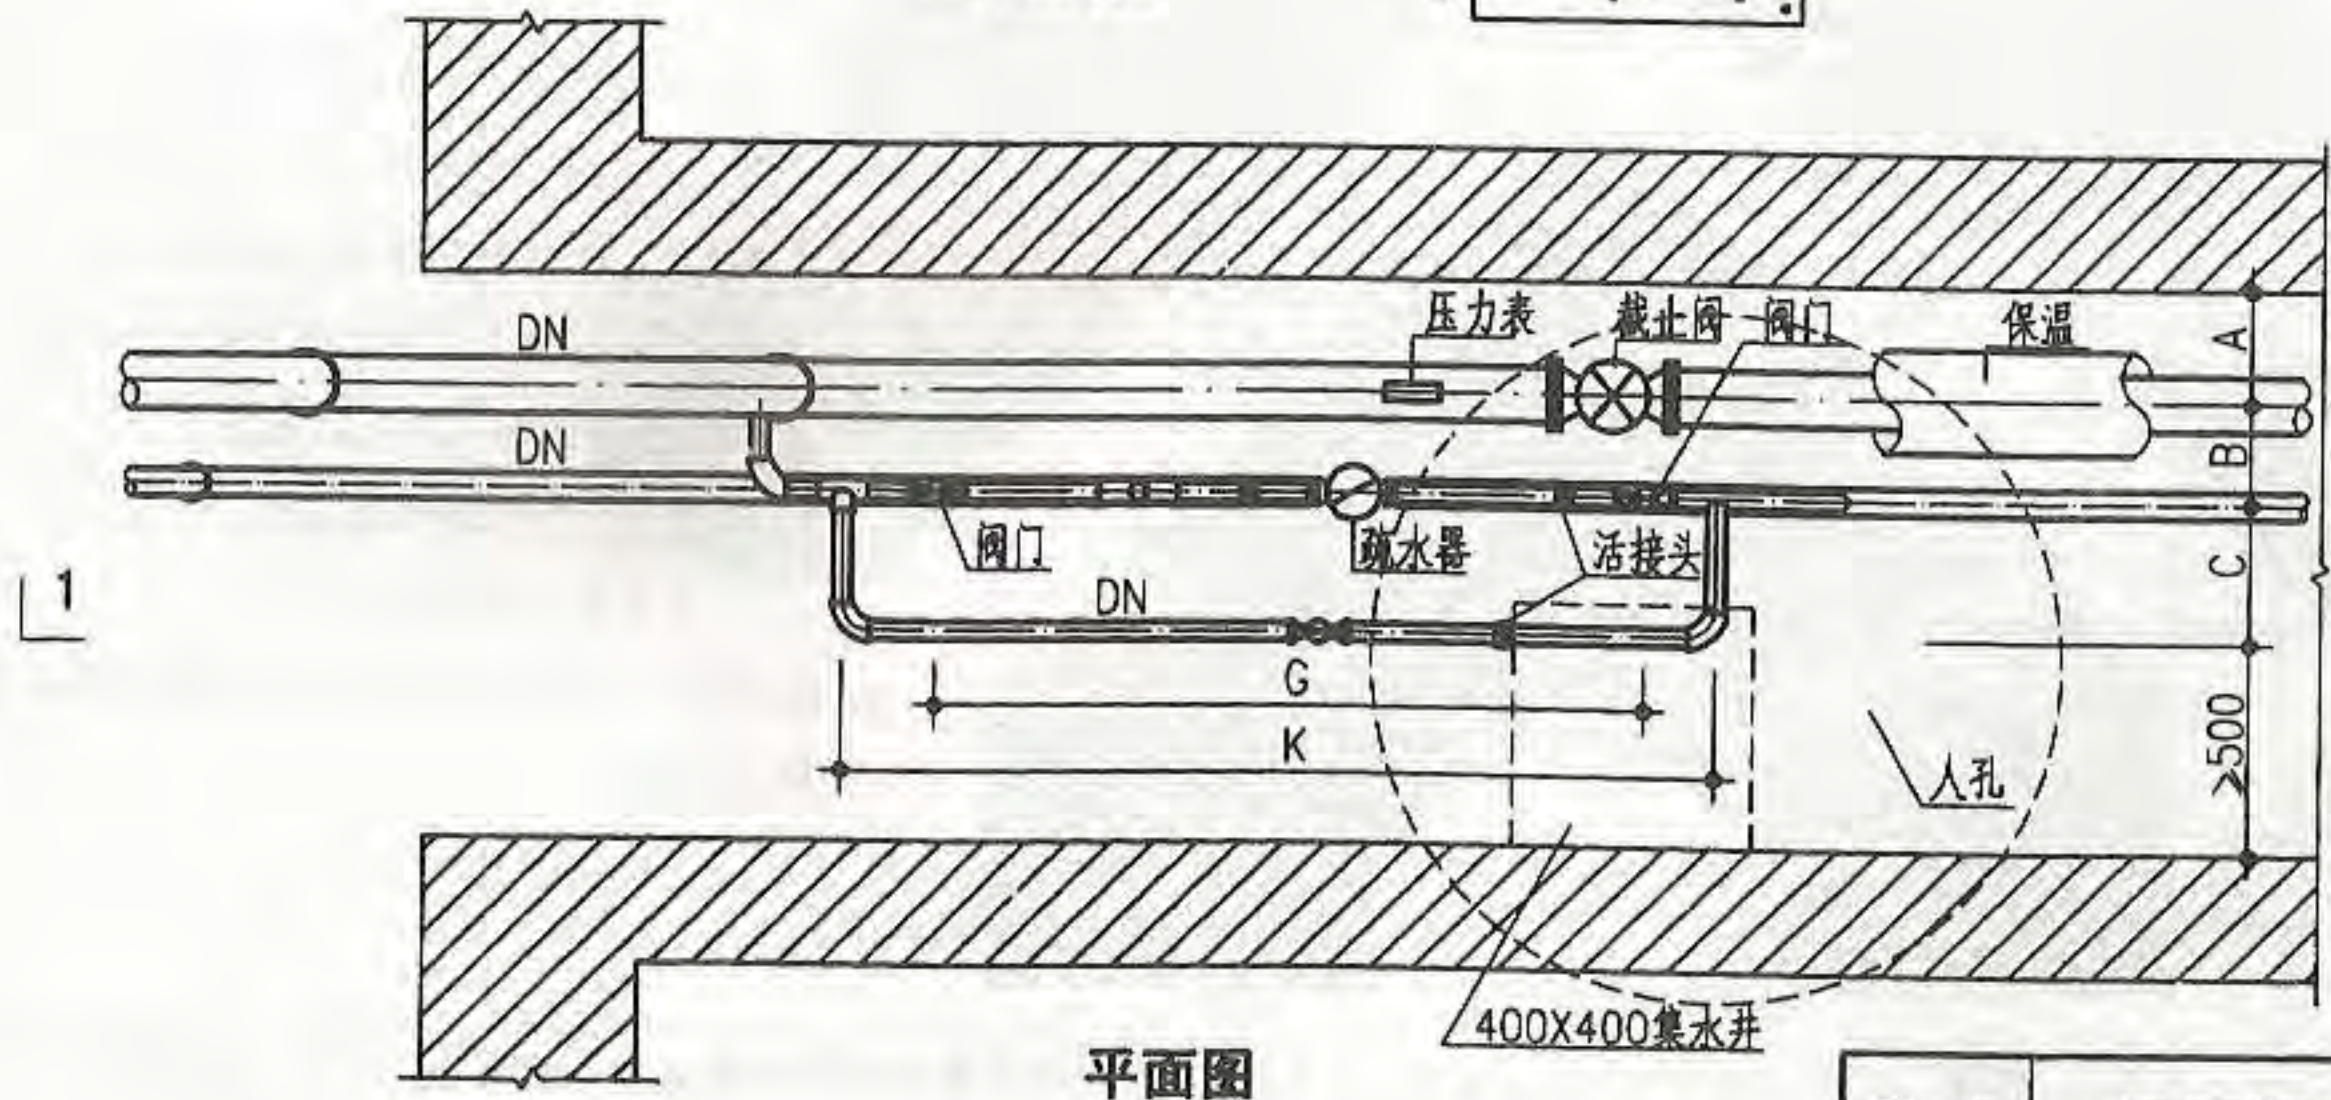 压力表 截止阀 阀门 保温
DN
A
DN
B
阀门 疏水器 活接头
C
1
DN
G
K
≥500
人孔
400X400集水井
平面图